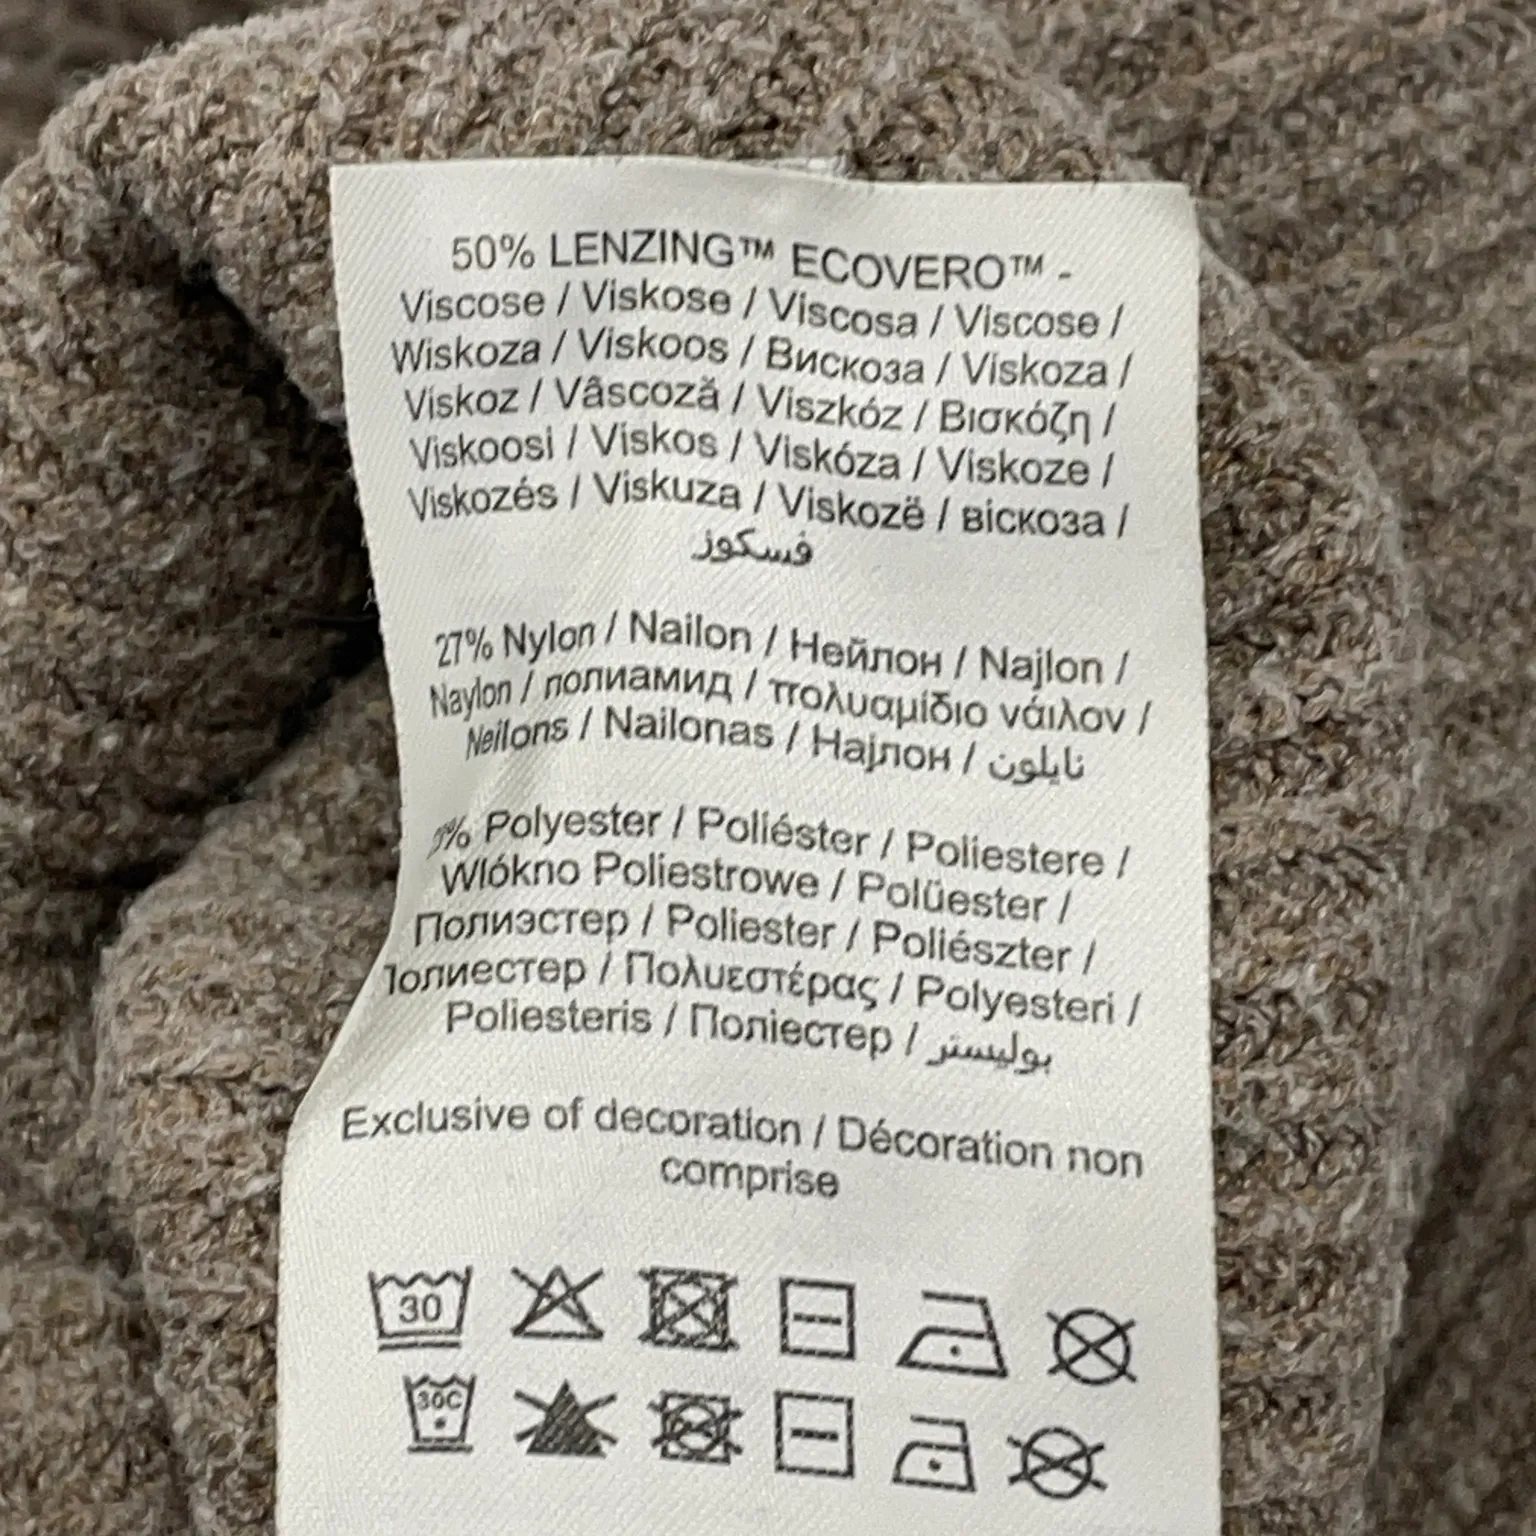 50% LENZING™ ECOVERO™ -
Viscose / Viskose / Viscosa / Viscose /
Wiskoza / Viskoos / Вискоза / Viskoza /
Viskoz / Vâscoză / Viszkóz / Βισκόζη /
Viskoosi / Viskos / Viskóza / Viskoze /
Viskozés / Viskuza / Viskozë / віскоза /
فسكوز
27% Nylon / Nailon / Нейлон / Najlon /
Naylon / полиамид / πολυαμίδιο νάιλον /
Neilons / Nailonas / Најлон / نايلون
Polyester / Poliéster / Poliestere /
Wlókno Poliestrowe / Polüester /
Полиэстер / Poliester / Poliészter /
Полиестер / Πολυεστέρας / Polyesteri /
Poliesteris / Поліестер / بوليستر
Exclusive of decoration / Décoration non
comprise
30
30C